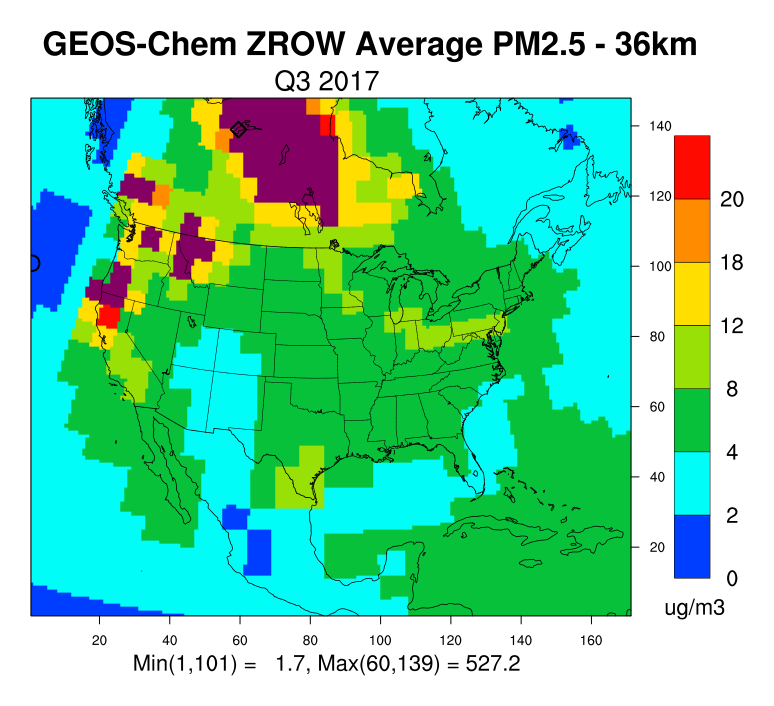 GEOS-Chem ZROW Average PM2.5 - 36km
Q3 2017
140
120
100
80
60
40
20
20
18
12
8
4
2
0
ug/m3
20 40 60 80 100 120 140 160
Min(1,101) = 1.7, Max(60,139) = 527.2